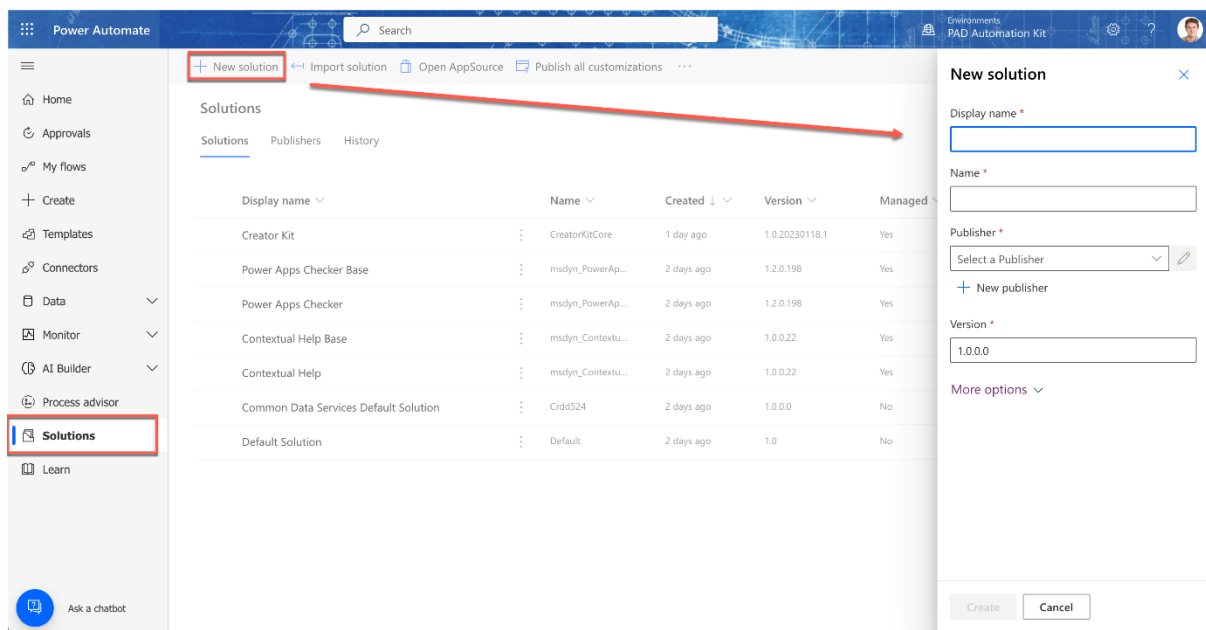 Power Automate
Search
Environments
PAD Automation Kit
?
Home
Approvals
My flows
Create
Templates
Connectors
Data
Monitor
AI Builder
Process advisor
Solutions
Learn
Ask a chatbot
+ New solution Import solution Open AppSource Publish all customizations ...
Solutions
Solutions Publishers History
Display name Name Created ↓ Version Managed
Creator Kit CreatorKitCore 1 day ago 1.0.20230118.1 Yes
Power Apps Checker Base msdyn_PowerAp... 2 days ago 1.2.0.198 Yes
Power Apps Checker msdyn_PowerAp... 2 days ago 1.2.0.198 Yes
Contextual Help Base msdyn_Contextu... 2 days ago 1.0.0.22 Yes
Contextual Help msdyn_Contextu... 2 days ago 1.0.0.22 Yes
Common Data Services Default Solution Crdd524 2 days ago 1.0.0.0 No
Default Solution Default 2 days ago 1.0 No
New solution
Display name *
Name *
Publisher *
Select a Publisher
+ New publisher
Version *
1.0.0.0
More options
Create Cancel